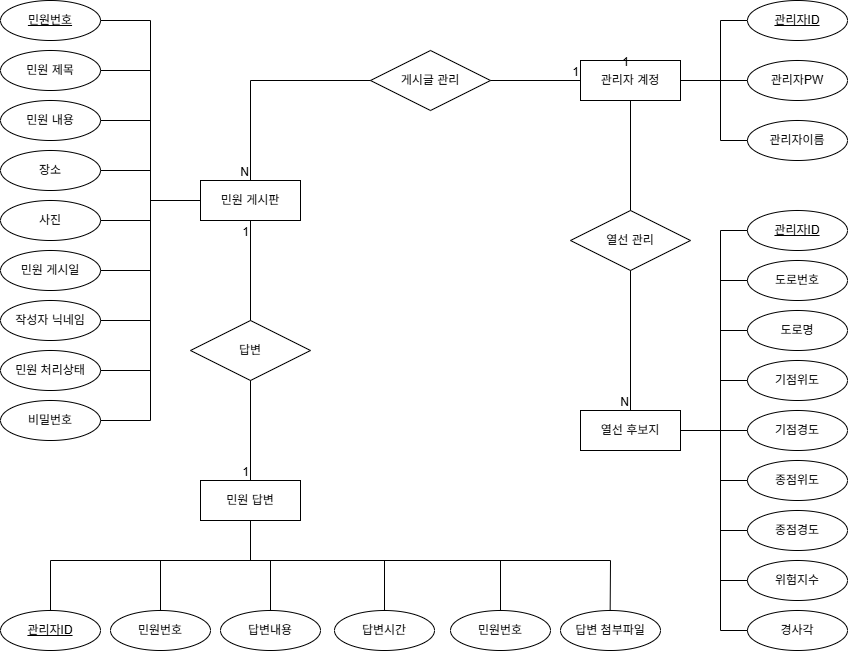 민원번호
민원 제목
민원 내용
장소
사진
민원 게시일
작성자 닉네임
민원 처리상태
비밀번호
게시글 관리
1
1
관리자 계정
관리자ID
관리자PW
관리자이름
N
민원 게시판
1
답변
1
민원 답변
열선 관리
N
열선 후보지
관리자ID
도로번호
도로명
기점위도
기점경도
종점위도
종점경도
위험지수
경사각
관리자ID
민원번호
답변내용
답변시간
민원번호
답변 첨부파일